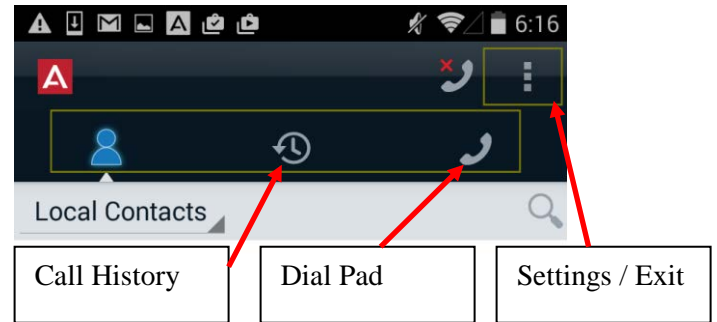 6:16
Local Contacts
Call History
Dial Pad
Settings / Exit